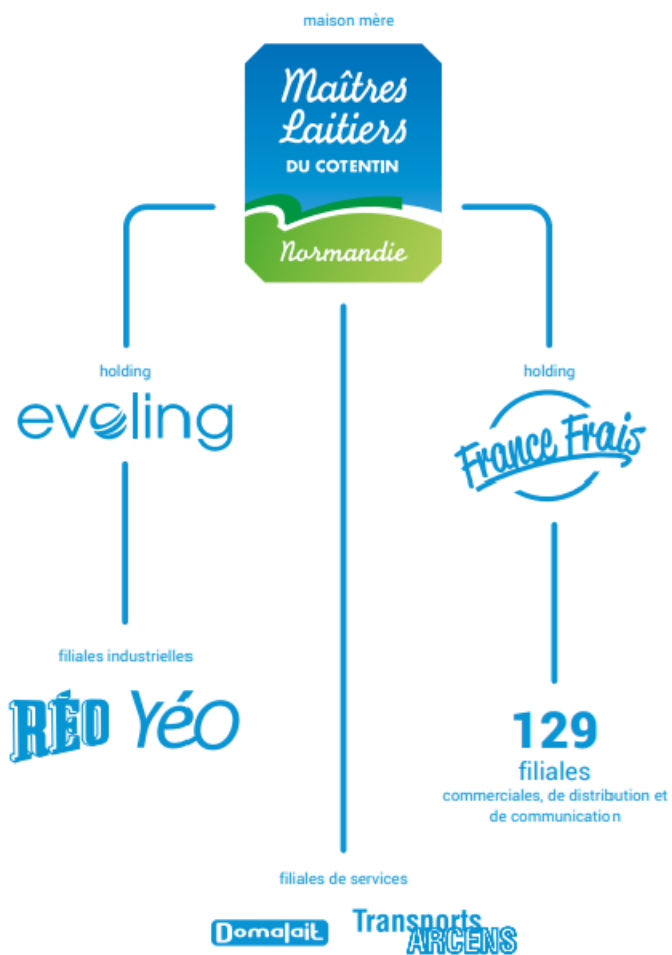 maison mère
Maîtres
Laitiers
DU COTENTIN
Normandie
holding
eveling
holding
France Frais
filiales industrielles
RÉO Yéo
129
filiales
commerciales, de distribution et
de communication
filiales de services
Domalait
Transports
ARCENS